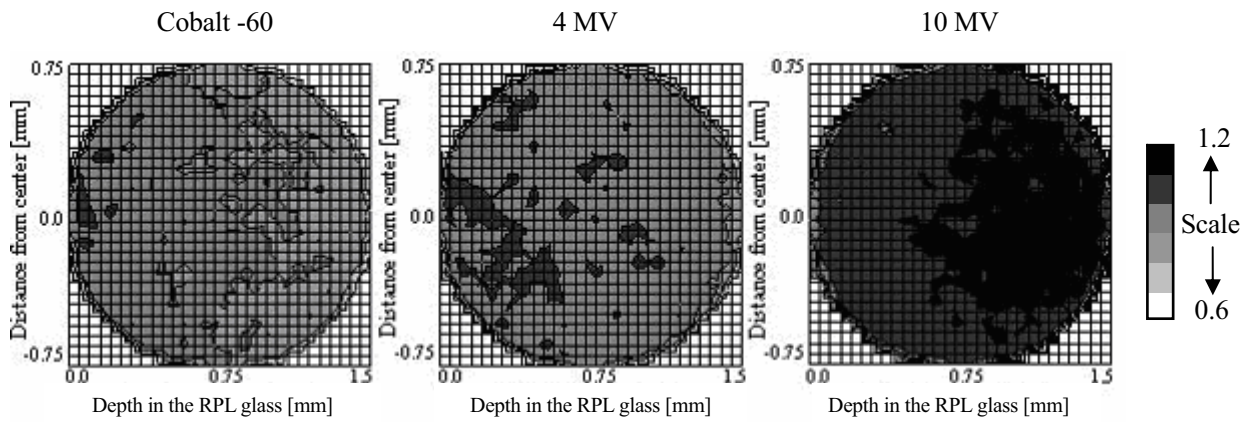 Cobalt -60
4 MV
10 MV
0.75
0.0
-0.75
Distance from center [mm]
0.0
0.75
1.5
Depth in the RPL glass [mm]
0.75
0.0
-0.75
Distance from center [mm]
0.0
0.75
1.5
Depth in the RPL glass [mm]
0.75
0.0
-0.75
Distance from center [mm]
0.0
0.75
1.5
Depth in the RPL glass [mm]
1.2
Scale
0.6